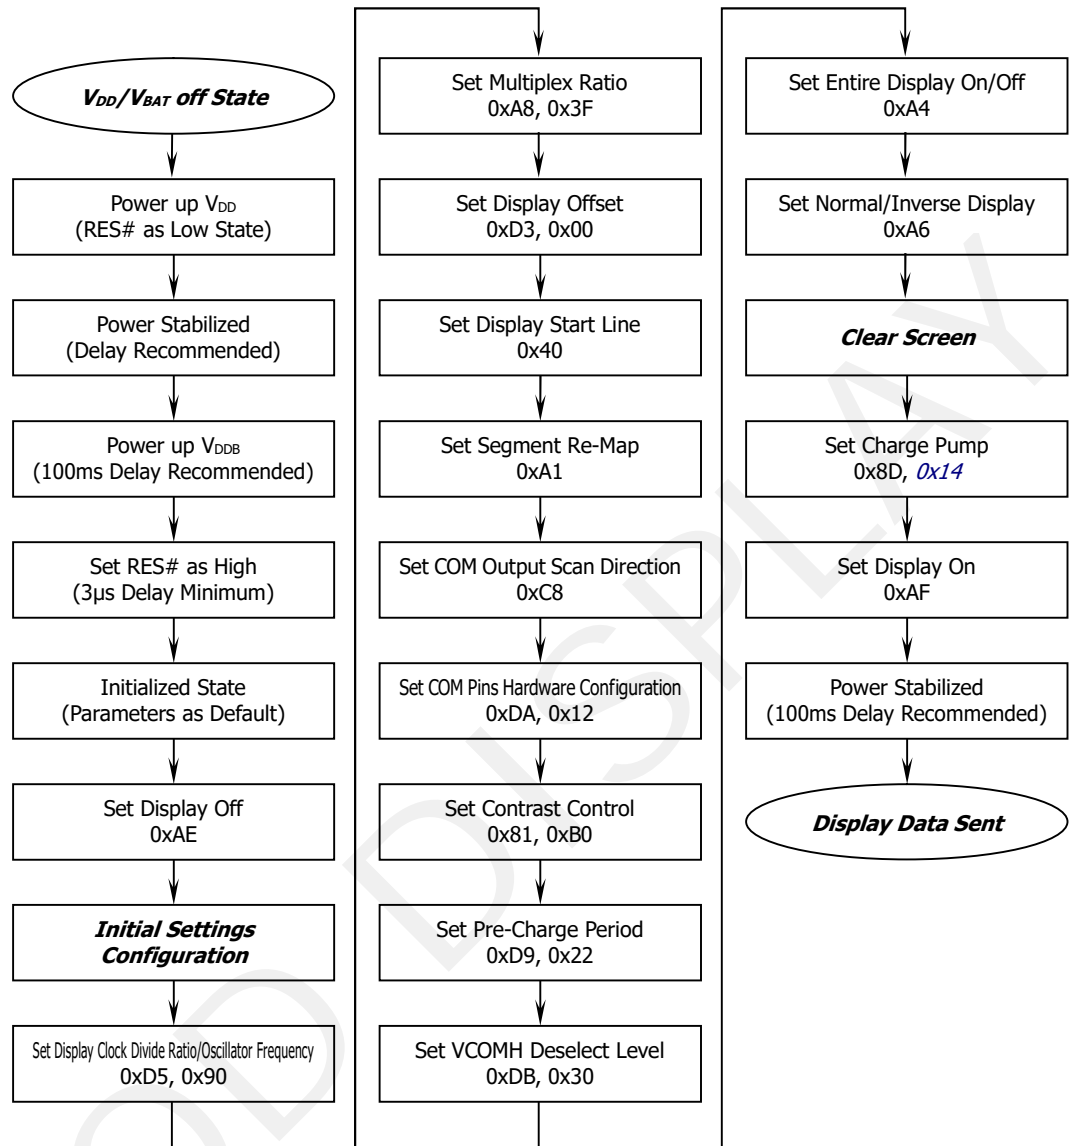 VDD/VBAT off State
Power up VDD
(RES# as Low State)
Power Stabilized
(Delay Recommended)
Power up VDDB
(100ms Delay Recommended)
Set RES# as High
(3μs Delay Minimum)
Initialized State
(Parameters as Default)
Set Display Off
0xAE
Initial Settings
Configuration
Set Display Clock Divide Ratio/Oscillator Frequency
0xD5, 0x90
Set Multiplex Ratio
0xA8, 0x3F
Set Display Offset
0xD3, 0x00
Set Display Start Line
0x40
Set Segment Re-Map
0xA1
Set COM Output Scan Direction
0xC8
Set COM Pins Hardware Configuration
0xDA, 0x12
Set Contrast Control
0x81, 0xB0
Set Pre-Charge Period
0xD9, 0x22
Set VCOMH Deselect Level
0xDB, 0x30
Set Entire Display On/Off
0xA4
Set Normal/Inverse Display
0xA6
Clear Screen
Set Charge Pump
0x8D, 0x14
Set Display On
0xAF
Power Stabilized
(100ms Delay Recommended)
Display Data Sent
DISPLAY